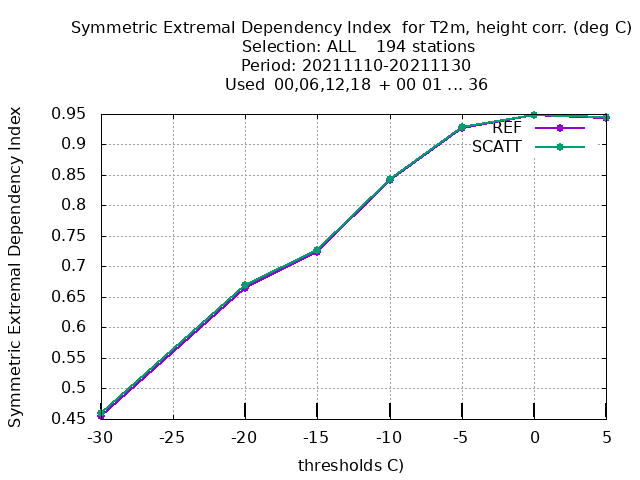 Symmetric Extremal Dependency Index  for T2m, height corr. (deg C)
Selection: ALL    194 stations
Period: 20211110-20211130
Used  00,06,12,18  + 00 01 ... 36
Symmetric Extremal Dependency Index
0.95
0.9
0.85
0.8
0.75
0.7
0.65
0.6
0.55
0.5
0.45
REF
SCATT
-30 -25 -20 -15 -10 -5 0 5
thresholds C)